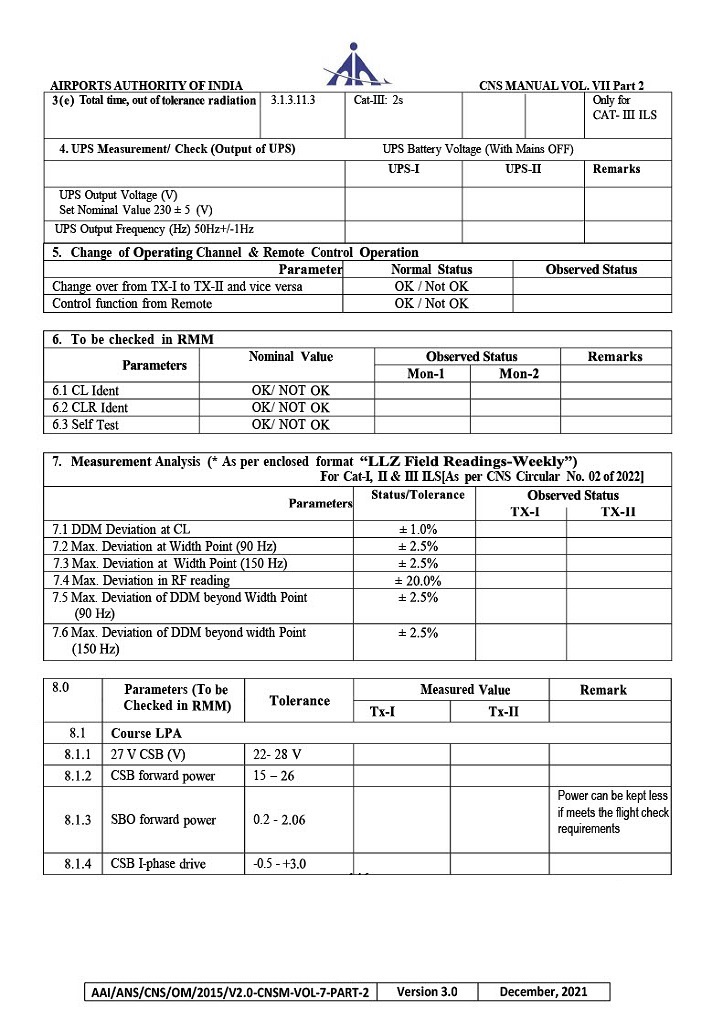 AIRPORTS AUTHORITY OF INDIA CNS MANUAL VOL. VII Part 2
3(e) Total time, out of tolerance radiation 3.1.3.11.3 Cat-III: 2s Only for
CAT- III ILS
4. UPS Measurement/ Check (Output of UPS) UPS Battery Voltage (With Mains OFF)
UPS-I UPS-II Remarks
UPS Output Voltage (V)
Set Nominal Value 230 ± 5 (V)
UPS Output Frequency (Hz) 50Hz+/-1Hz
5. Change of Operating Channel & Remote Control Operation
Parameter Normal Status Observed Status
Change over from TX-I to TX-II and vice versa OK / Not OK
Control function from Remote OK / Not OK
6. To be checked in RMM
Parameters Nominal Value Observed Status Remarks
Mon-1 Mon-2
6.1 CL Ident OK/ NOT OK
6.2 CLR Ident OK/ NOT OK
6.3 Self Test OK/ NOT OK
7. Measurement Analysis (* As per enclosed format “LLZ Field Readings-Weekly”)
For Cat-I, II & III ILS[As per CNS Circular No. 02 of 2022]
Parameters Status/Tolerance Observed Status
TX-I TX-II
7.1 DDM Deviation at CL ± 1.0%
7.2 Max. Deviation at Width Point (90 Hz) ± 2.5%
7.3 Max. Deviation at Width Point (150 Hz) ± 2.5%
7.4 Max. Deviation in RF reading ± 20.0%
7.5 Max. Deviation of DDM beyond Width Point ± 2.5%
(90 Hz)
7.6 Max. Deviation of DDM beyond width Point ± 2.5%
(150 Hz)
8.0 Parameters (To be Checked in RMM) Tolerance Measured Value Remark
Tx-I Tx-II
8.1 Course LPA
8.1.1 27 V CSB (V) 22- 28 V
8.1.2 CSB forward power 15 – 26
8.1.3 SBO forward power 0.2 - 2.06 Power can be kept less
if meets the flight check
requirements
8.1.4 CSB I-phase drive -0.5 - +3.0
AAI/ANS/CNS/OM/2015/V2.0-CNSM-VOL-7-PART-2 Version 3.0 December, 2021